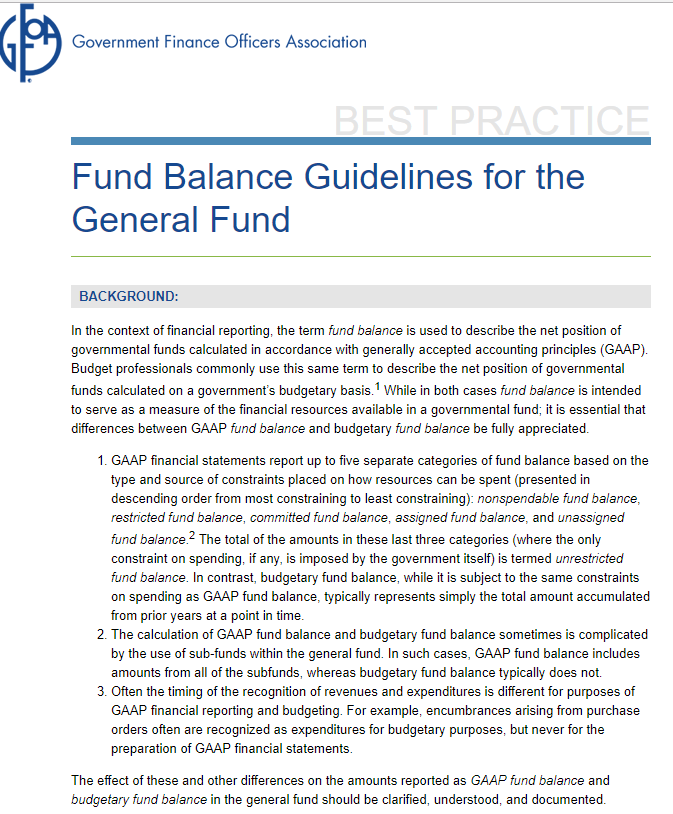 GFOA
Government Finance Officers Association
BEST PRACTICE
Fund Balance Guidelines for the
General Fund
BACKGROUND:
In the context of financial reporting, the term fund balance is used to describe the net position of
governmental funds calculated in accordance with generally accepted accounting principles (GAAP).
Budget professionals commonly use this same term to describe the net position of governmental
funds calculated on a government's budgetary basis.1 While in both cases fund balance is intended
to serve as a measure of the financial resources available in a governmental fund; it is essential that
differences between GAAP fund balance and budgetary fund balance be fully appreciated.
1. GAAP financial statements report up to five separate categories of fund balance based on the
type and source of constraints placed on how resources can be spent (presented in
descending order from most constraining to least constraining): nonspendable fund balance,
restricted fund balance, committed fund balance, assigned fund balance, and unassigned
fund balance.2 The total of the amounts in these last three categories (where the only
constraint on spending, if any, is imposed by the government itself) is termed unrestricted
fund balance. In contrast, budgetary fund balance, while it is subject to the same constraints
on spending as GAAP fund balance, typically represents simply the total amount accumulated
from prior years at a point in time.
2. The calculation of GAAP fund balance and budgetary fund balance sometimes is complicated
by the use of sub-funds within the general fund. In such cases, GAAP fund balance includes
amounts from all of the subfunds, whereas budgetary fund balance typically does not.
3. Often the timing of the recognition of revenues and expenditures is different for purposes of
GAAP financial reporting and budgeting. For example, encumbrances arising from purchase
orders often are recognized as expenditures for budgetary purposes, but never for the
preparation of GAAP financial statements.
The effect of these and other differences on the amounts reported as GAAP fund balance and
budgetary fund balance in the general fund should be clarified, understood, and documented.